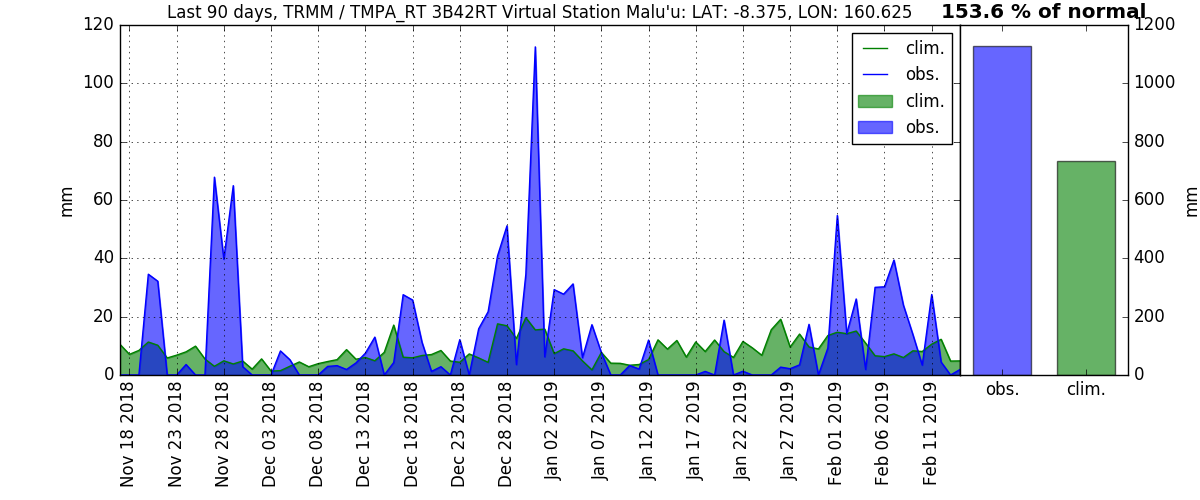 Last 90 days, TRMM / TMPA_RT 3B42RT Virtual Station Malu'u: LAT: -8.375, LON: 160.625
153.6 % of normal
120
100
80
60
40
20
0
mm
clim.
obs.
clim.
obs.
1200
1000
800
600
400
200
0
mm
Nov 18 2018
Nov 23 2018
Nov 28 2018
Dec 03 2018
Dec 08 2018
Dec 13 2018
Dec 18 2018
Dec 23 2018
Dec 28 2018
Jan 02 2019
Jan 07 2019
Jan 12 2019
Jan 17 2019
Jan 22 2019
Jan 27 2019
Feb 01 2019
Feb 06 2019
Feb 11 2019
obs.
clim.